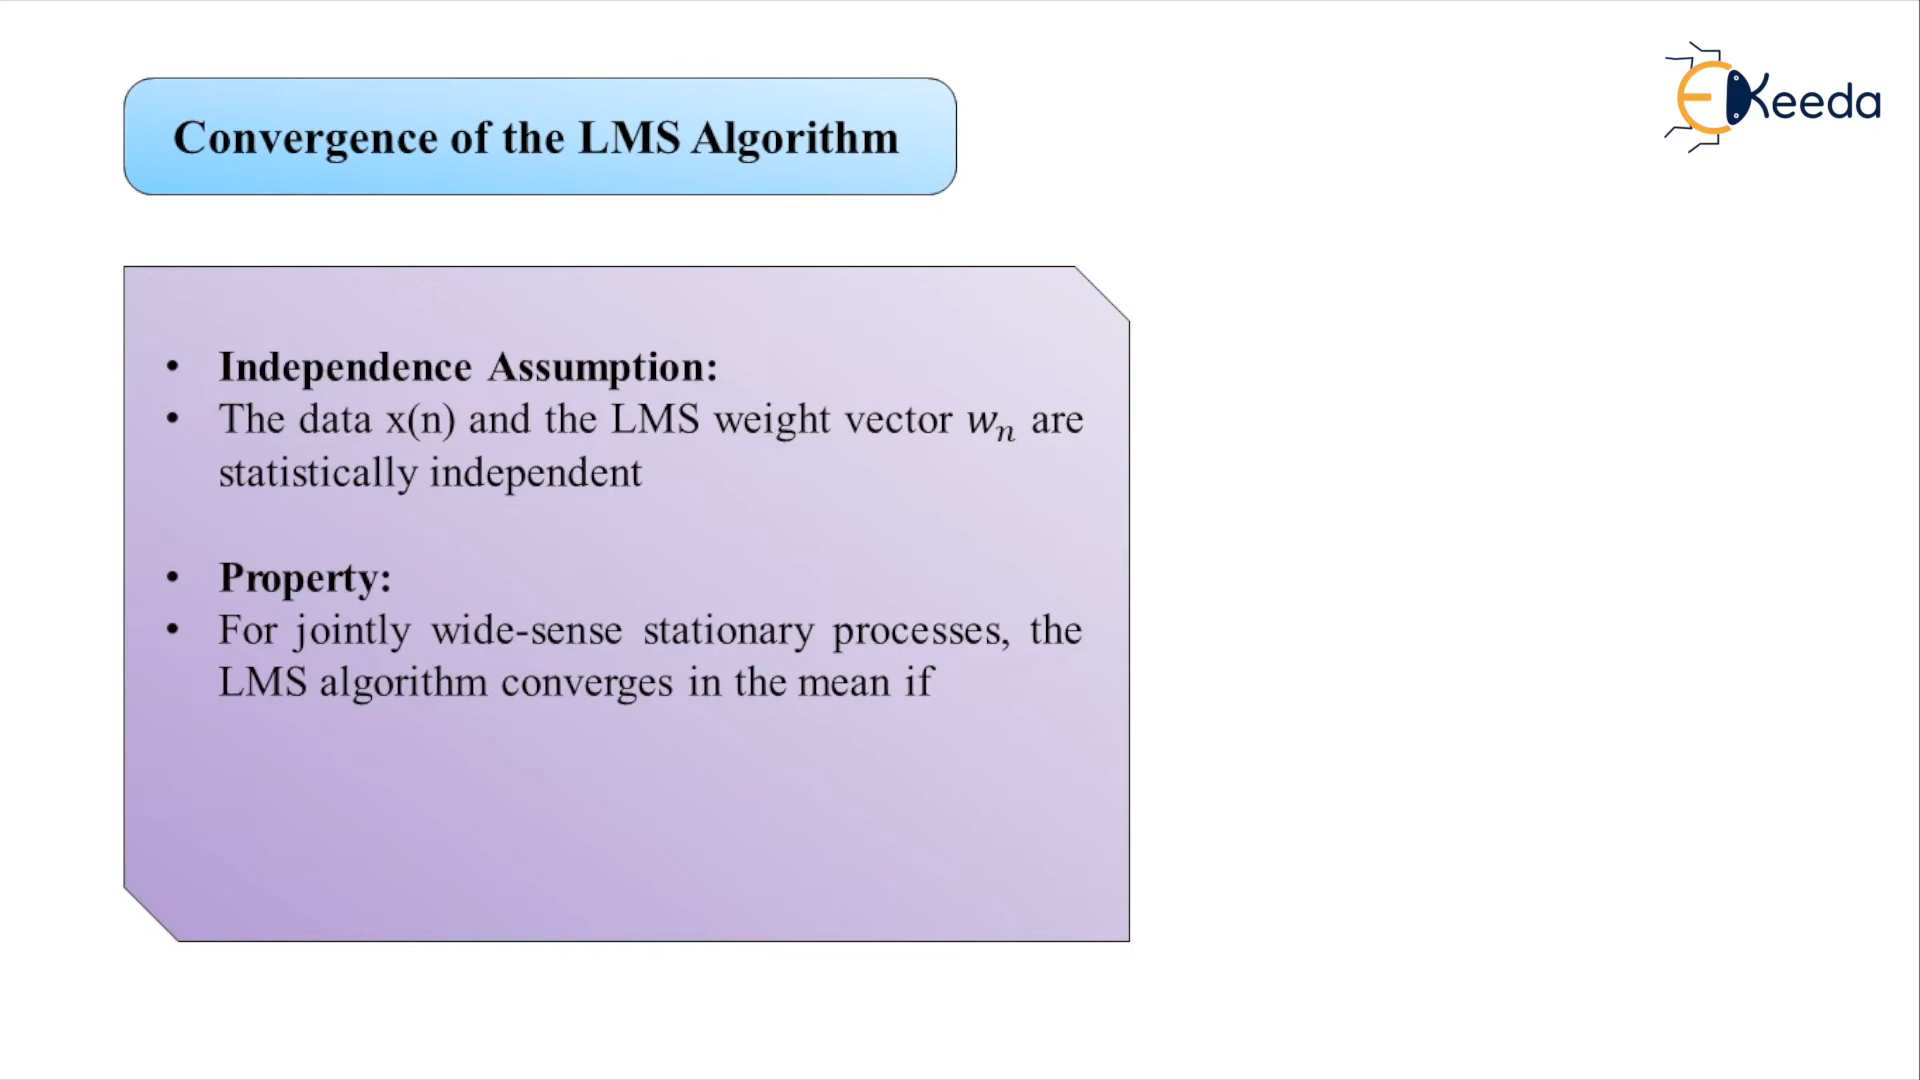 EKeeda
Convergence of the LMS Algorithm
• Independence Assumption:
• The data x(n) and the LMS weight vector wₙ are
statistically independent
• Property:
• For jointly wide-sense stationary processes, the
LMS algorithm converges in the mean if